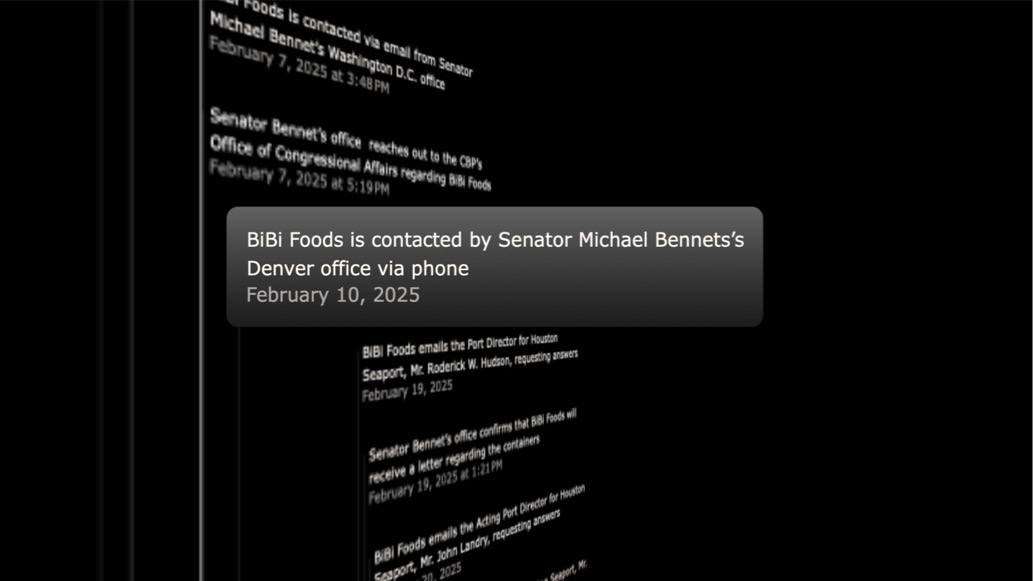 BiBi Foods is contacted via email from Senator
Michael Bennet's Washington D.C. office
February 7, 2025 at 3:48 PM
Senator Bennet's office reaches out to the CBP's
Office of Congressional Affairs regarding BiBi Foods
February 7, 2025 at 5:19 PM
BiBi Foods is contacted by Senator Michael Bennets’s
Denver office via phone
February 10, 2025
BiBi Foods emails the Port Director for Houston
Seaport, Mr. Roderick W. Hudson, requesting answers
February 19, 2025
Senator Bennet's office confirms that BiBi Foods will
receive a letter regarding the containers
February 19, 2025 at 1:21 PM
BiBi Foods emails the Acting Port Director for Houston
Seaport, Mr. John Landry, requesting answers
20, 2025
Seaport, Mr.